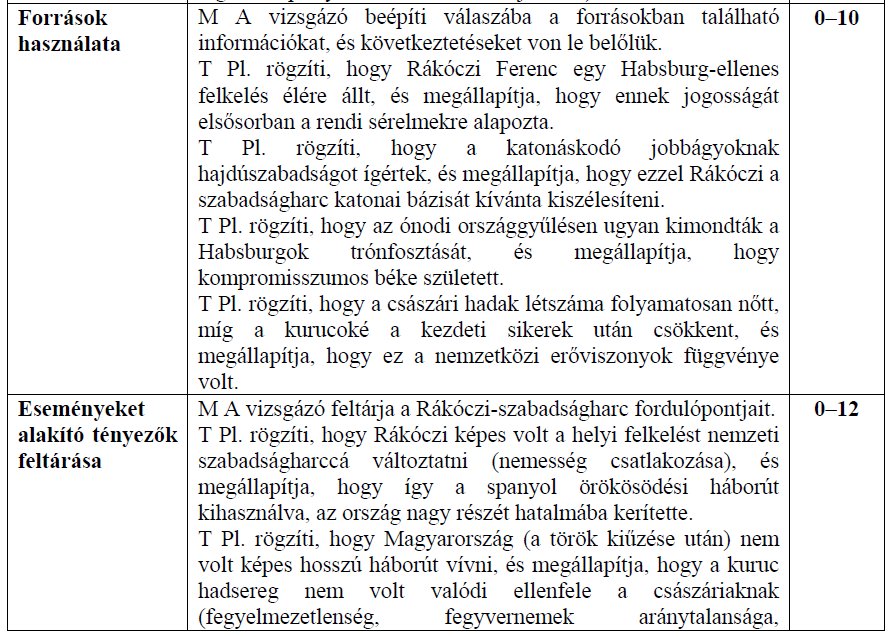 Források
használata
M A vizsgázó beépíti válaszába a forrásokban található
információkat, és következtetéseket von le belőlük.
T Pl. rögzíti, hogy Rákóczi Ferenc egy Habsburg-ellenes
felkelés élére állt, és megállapítja, hogy ennek jogosságát
elsősorban a rendi sérelmekre alapozta.
T Pl. rögzíti, hogy a katonáskodó jobbágyoknak
hajdúszabadságot ígértek, és megállapítja, hogy ezzel Rákóczi a
szabadságharc katonai bázisát kívánta kiszélesíteni.
T Pl. rögzíti, hogy az ónodi országgyűlésen ugyan kimondták a
Habsburgok trónfosztását, és megállapítja, hogy
kompromisszumos béke született.
T Pl. rögzíti, hogy a császári hadak létszáma folyamatosan nőtt,
míg a kurucoké a kezdeti sikerek után csökkent, és
megállapítja, hogy ez a nemzetközi erőviszonyok függvénye
volt.
0–10
Eseményeket
alakító tényezők
feltárása
M A vizsgázó feltárja a Rákóczi-szabadságharc fordulópontjait.
T Pl. rögzíti, hogy Rákóczi képes volt a helyi felkelést nemzeti
szabadságharccá változtatni (nemesség csatlakozása), és
megállapítja, hogy így a spanyol örökösödési háborút
kihasználva, az ország nagy részét hatalmába kerítette.
T Pl. rögzíti, hogy Magyarország (a török kiűzése után) nem
volt képes hosszú háborút vívni, és megállapítja, hogy a kuruc
hadsereg nem volt valódi ellenfele a császáriaknak
(fegyelmezetlenség, fegyvernemek aránytalansága,
0–12